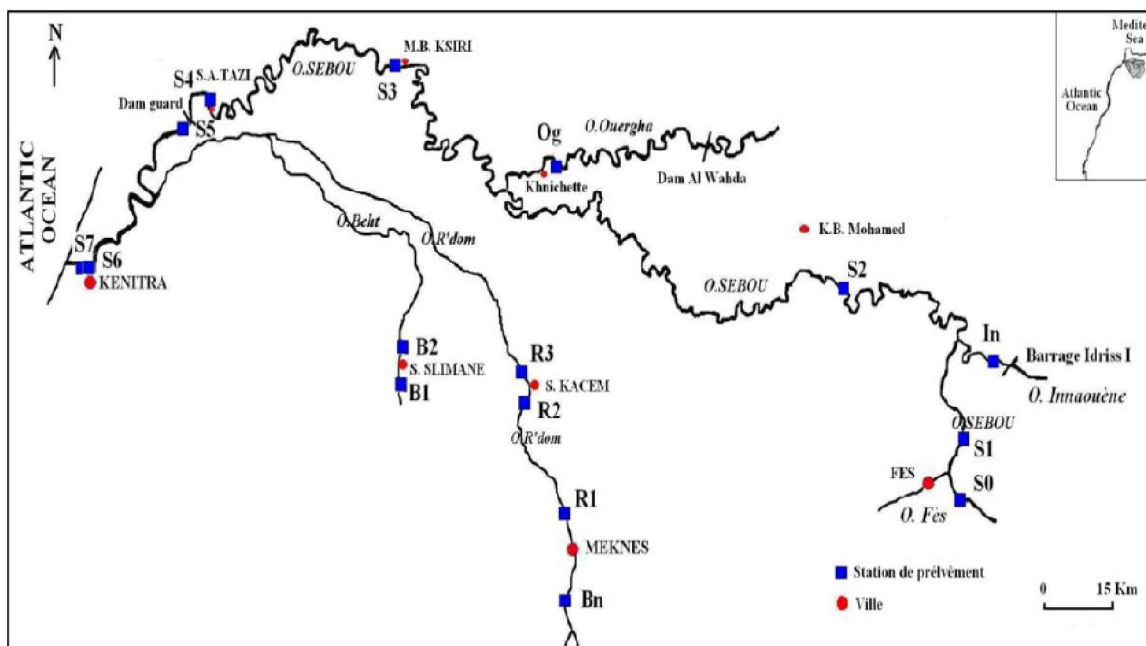 N
M.B. KSIRI
O.SEBOU
S3
S4
S.A.TAZI
Dam guard
S5
Og
O.Ouergha
Khnichette
Dam Al Wahda
ATLANTIC
OCEAN
O.Beht
O.R'dom
K.B. Mohamed
S7
S6
KENITRA
O.SEBOU
S2
In
Barrage Idriss I
O. Innaouène
B2
S. SLIMANE
B1
R3
S. KACEM
R2
O.R'dom
O.SEBOU
S1
FES
S0
O. Fès
R1
MEKNES
Bn
Station de prélvèment
Ville
0 15 Km
Medite
Sea
Atlantic
Ocean